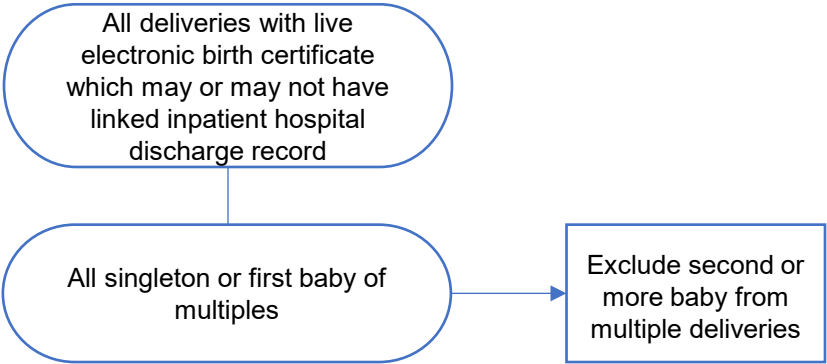 All deliveries with live
electronic birth certificate
which may or may not have
linked inpatient hospital
discharge record
All singleton or first baby of
multiples
Exclude second or
more baby from
multiple deliveries